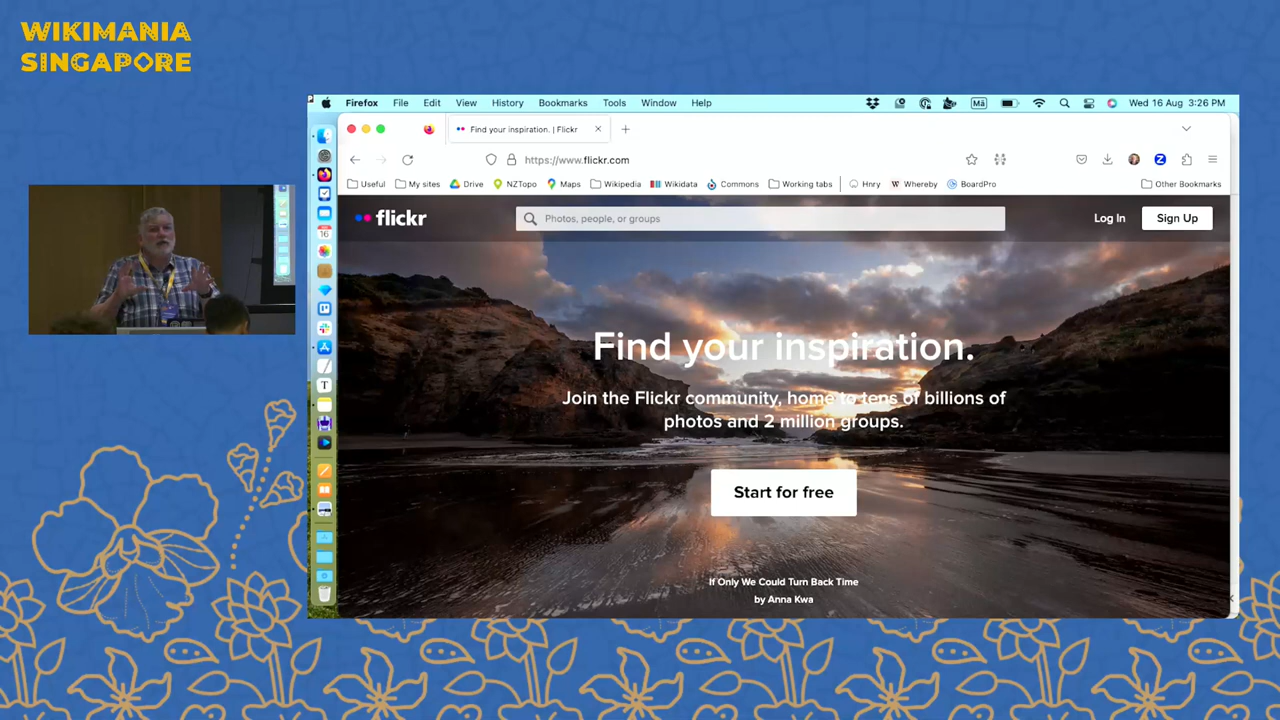 WIKIMANIA
SINGAPORE
Firefox File Edit View History Bookmarks Tools Window Help Mā Wed 16 Aug 3:26 PM
Find your inspiration. | Flickr
https://www.flickr.com
Useful My sites Drive NZTopo Maps Wikipedia Wikidata Commons Working tabs Hnry Whereby BoardPro Other Bookmarks
flickr Photos, people, or groups Log In Sign Up
16
Find your inspiration.
Join the Flickr community, home to tens of billions of
photos and 2 million groups.
Start for free
If Only We Could Turn Back Time
by Anna Kwa